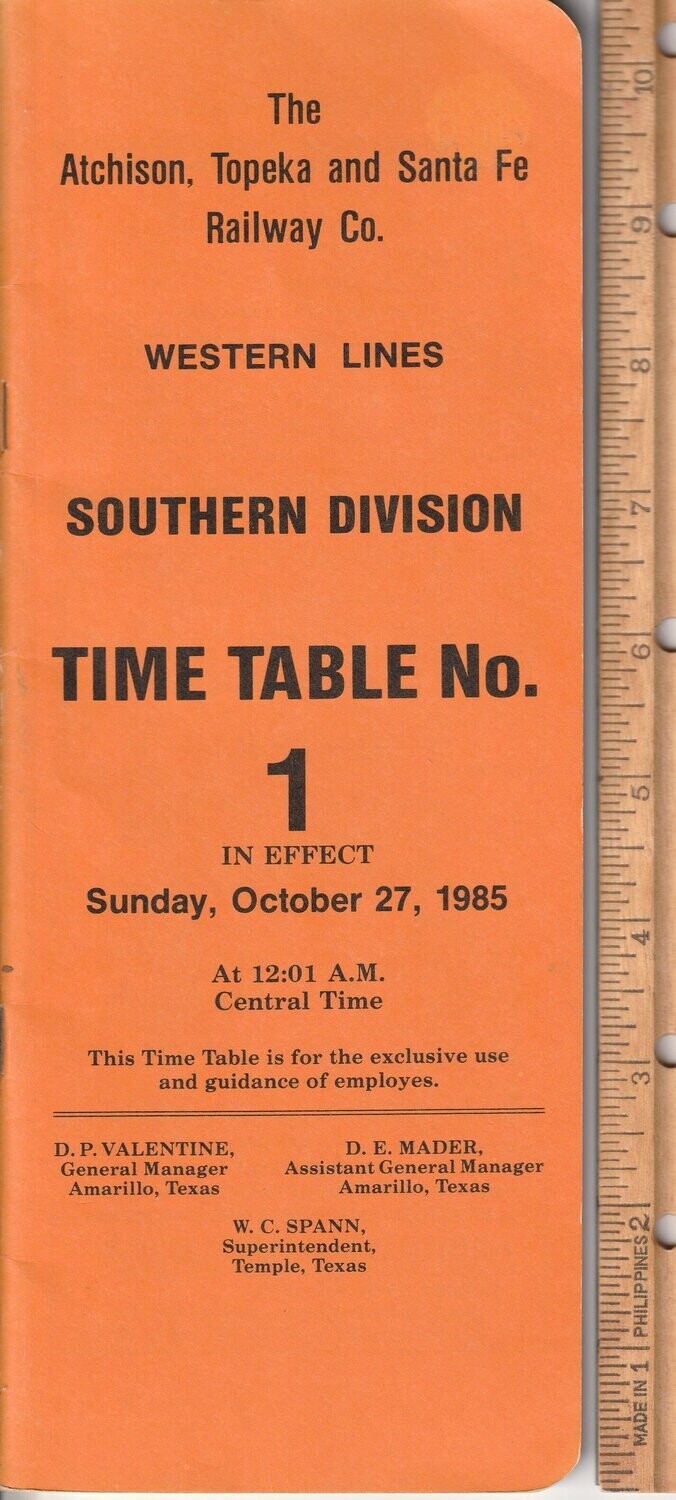 The
Atchison, Topeka and Santa Fe
Railway Co.
WESTERN LINES
SOUTHERN DIVISION
TIME TABLE No.
1
IN EFFECT
Sunday, October 27, 1985
At 12:01 A.M.
Central Time
This Time Table is for the exclusive use
and guidance of employes.
D. P. VALENTINE,
General Manager
Amarillo, Texas
D. E. MADER,
Assistant General Manager
Amarillo, Texas
W. C. SPANN,
Superintendent,
Temple, Texas
10
9
8
7
6
5
4
3
2
1
MADE IN PHILIPPINES